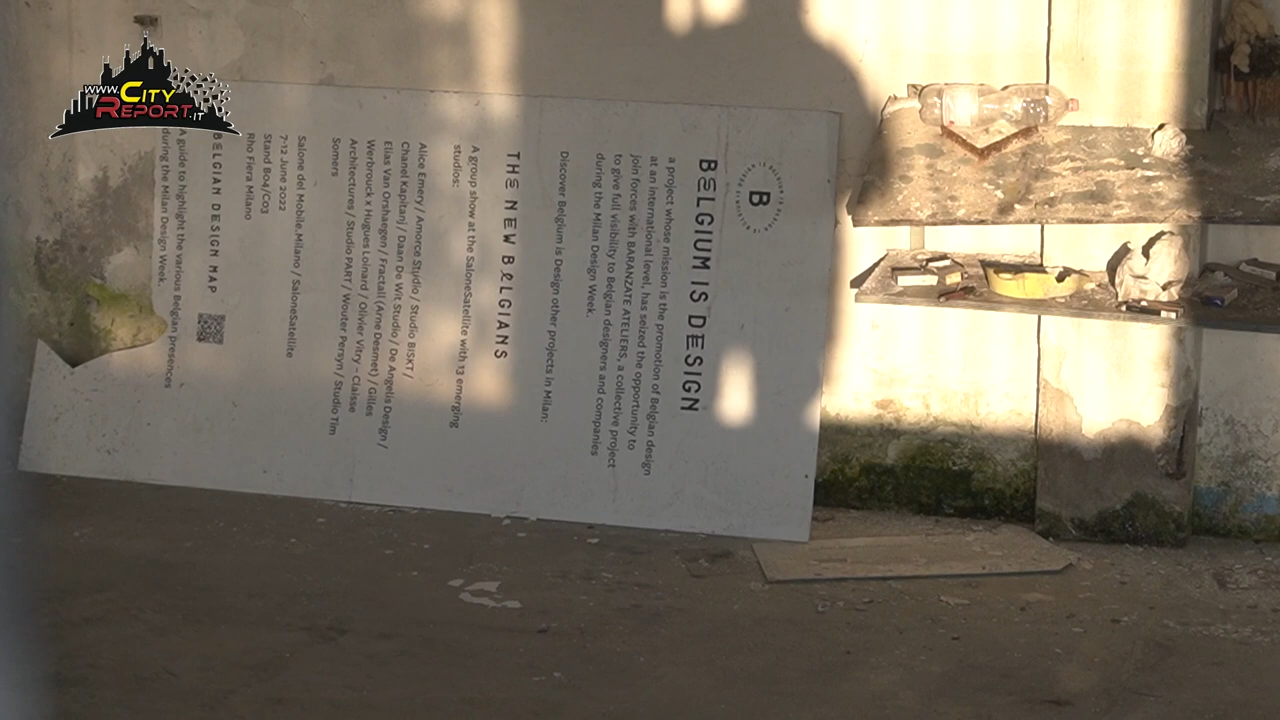 www.City
Report.it
B
BELGIUM IS DESIGN
a project whose mission is the promotion of Belgian design
at an international level, has seized the opportunity to
join forces with BARANZATE ATELIERS, a collective project
to give full visibility to Belgian designers and companies
during the Milan Design Week.
Discover Belgium is Design other projects in Milan:
THE NEW BELGIANS
A group show at the SaloneSatellite with 13 emerging
studios:
Alice Emery / Amorce Studio / Studio BISKT /
Chanel Kapitanj / Daan De Wit Studio / De Angelis Design /
Elias Van Orshaegen / Fractall (Arne Desmet) / Gilles
Werbrouck x Hugues Loinard / Olivier Vitry – Claisse
Architectures / Studio PART / Wouter Persyn / Studio Tim
Somers
Salone del Mobile.Milano / SaloneSatellite
7-12 June 2022
Stand B04/C03
Rho Fiera Milano
BELGIAN DESIGN MAP
A guide to highlight the various Belgian presences
during the Milan Design Week.